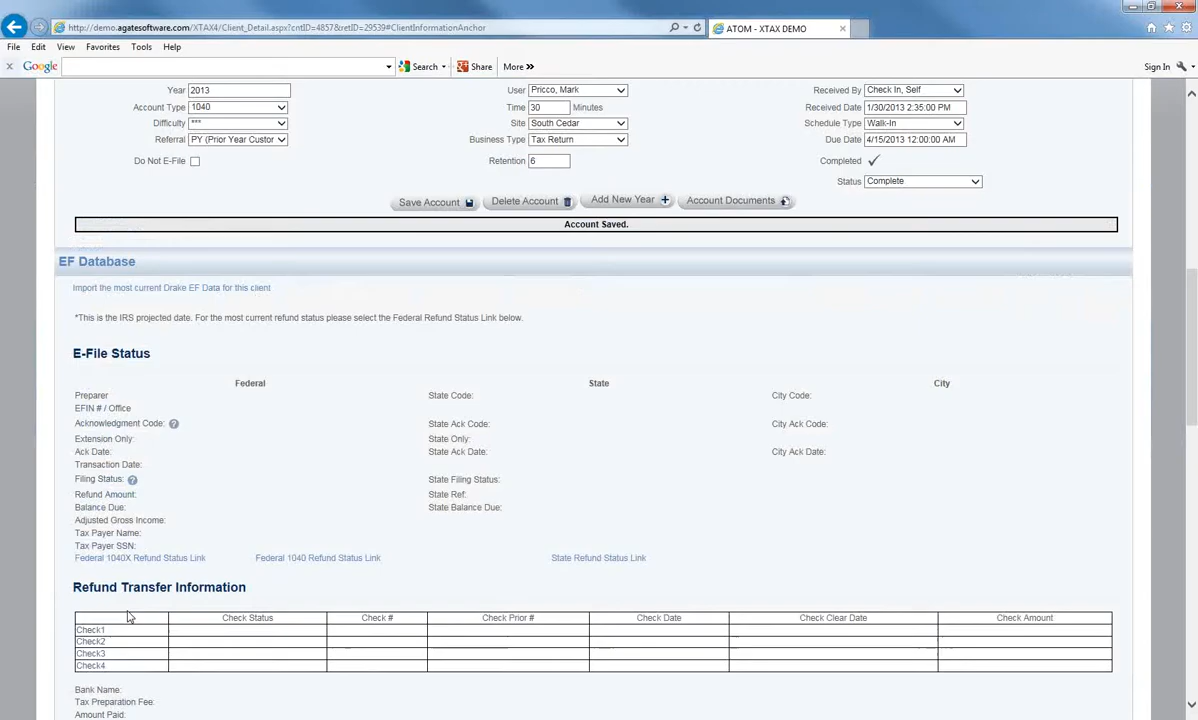 http://demo.agatesoftware.com/XTAX4/Client_Detail.aspx?cntID=4857&retID=29539#ClientInformationAnchor
ATOM - XTAX DEMO
File Edit View Favorites Tools Help
Google Search Share More » Sign In
Year 2013 User Pricco, Mark Received By Check In, Self
Account Type 1040 Time 30 Minutes Received Date 1/30/2013 2:35:00 PM
Difficulty *** Site South Cedar Schedule Type Walk-In
Referral PY (Prior Year Custor Business Type Tax Return Due Date 4/15/2013 12:00:00 AM
Do Not E-File Retention 6 Completed
Status Complete
Save Account Delete Account Add New Year Account Documents
Account Saved.
EF Database
Import the most current Drake EF Data for this client
*This is the IRS projected date. For the most current refund status please select the Federal Refund Status Link below.
E-File Status
Federal State City
Preparer State Code: City Code:
EFIN # / Office
Acknowledgment Code: ? State Ack Code: City Ack Code:
Extension Only: State Only:
Ack Date: State Ack Date: City Ack Date:
Transaction Date:
Filing Status: ? State Filing Status:
Refund Amount: State Ref:
Balance Due: State Balance Due:
Adjusted Gross Income:
Tax Payer Name:
Tax Payer SSN:
Federal 1040X Refund Status Link Federal 1040 Refund Status Link State Refund Status Link
Refund Transfer Information
Check Status Check # Check Prior # Check Date Check Clear Date Check Amount
Check1
Check2
Check3
Check4
Bank Name:
Tax Preparation Fee:
Amount Paid: